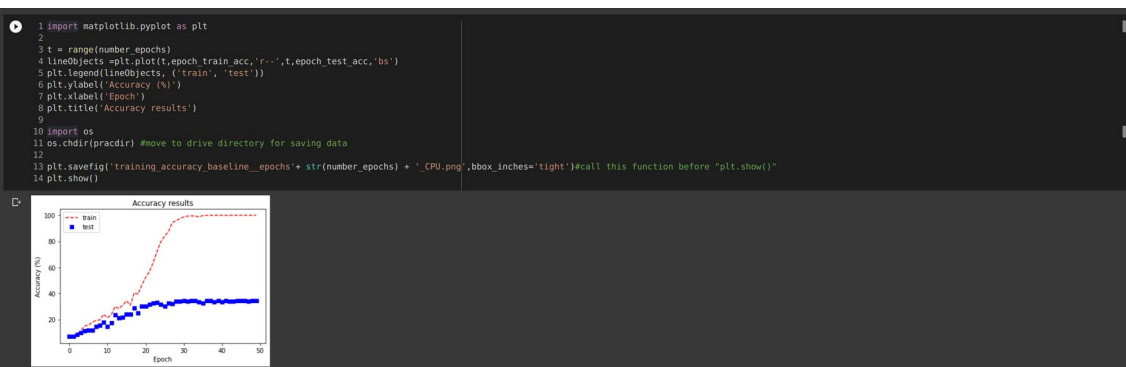 1 import matplotlib.pyplot as plt
2
3 t = range(number_epochs)
4 lineObjects =plt.plot(t,epoch_train_acc,'r--',t,epoch_test_acc,'bs')
5 plt.legend(lineObjects, ('train', 'test'))
6 plt.ylabel('Accuracy (%)')
7 plt.xlabel('Epoch')
8 plt.title('Accuracy results')
9
10 import os
11 os.chdir(pracdir) #move to drive directory for saving data
12
13 plt.savefig('training_accuracy_baseline__epochs'+ str(number_epochs) + '_CPU.png',bbox_inches='tight')#call this function before "plt.show()"
14 plt.show()
Accuracy results
train
test
Accuracy (%)
100
80
60
40
20
0 10 20 30 40 50
Epoch